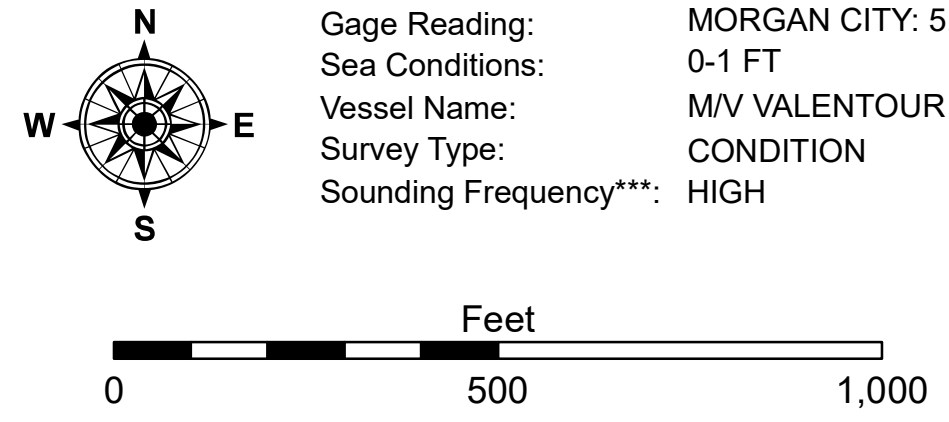 N
W E
S
Gage Reading: MORGAN CITY: 5
Sea Conditions: 0-1 FT
Vessel Name: M/V VALENTOUR
Survey Type: CONDITION
Sounding Frequency***: HIGH
Feet
0 500 1,000